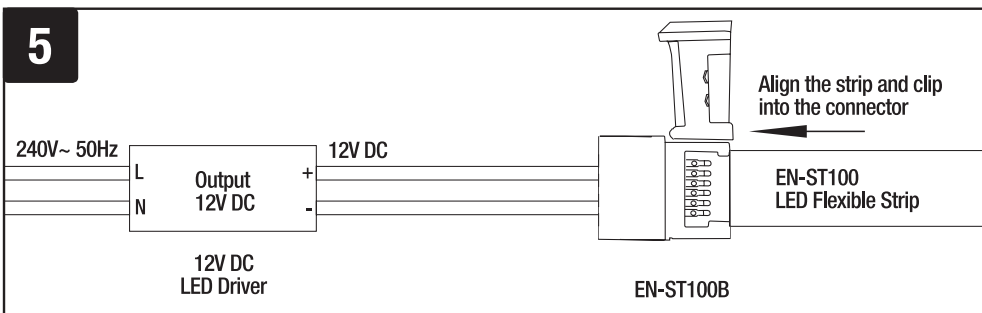 5
Align the strip and clip
into the connector
240V~ 50Hz
12V DC
L
N
Output
12V DC
+
-
EN-ST100
LED Flexible Strip
12V DC
LED Driver
EN-ST100B